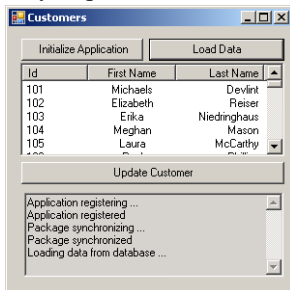 Customers
Initialize Application Load Data
Id First Name Last Name
101 Michaels Devlint
102 Elizabeth Reiser
103 Erika Niedringhaus
104 Meghan Mason
105 Laura McCarthy
Update Customer
Application registering ...
Application registered
Package synchronizing ...
Package synchronized
Loading data from database ...